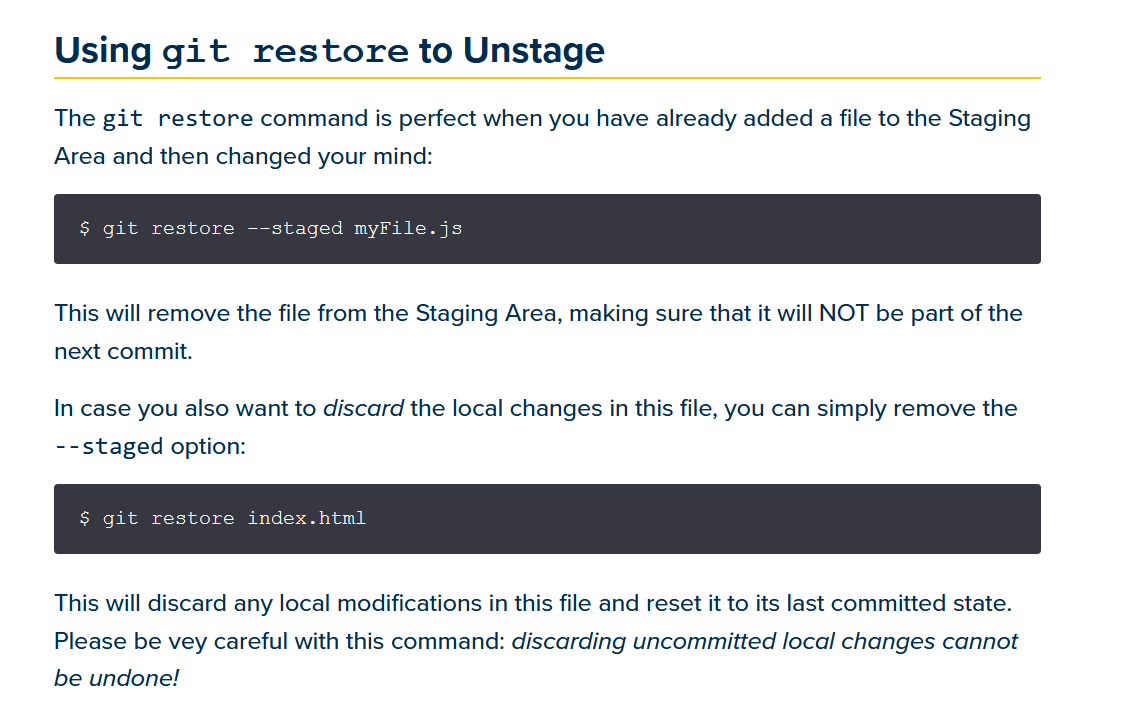 Using git restore to Unstage
The git restore command is perfect when you have already added a file to the Staging
Area and then changed your mind:
$ git restore --staged myFile.js
This will remove the file from the Staging Area, making sure that it will NOT be part of the
next commit.
In case you also want to discard the local changes in this file, you can simply remove the
--staged option:
$ git restore index.html
This will discard any local modifications in this file and reset it to its last committed state.
Please be vey careful with this command: discarding uncommitted local changes cannot
be undone!